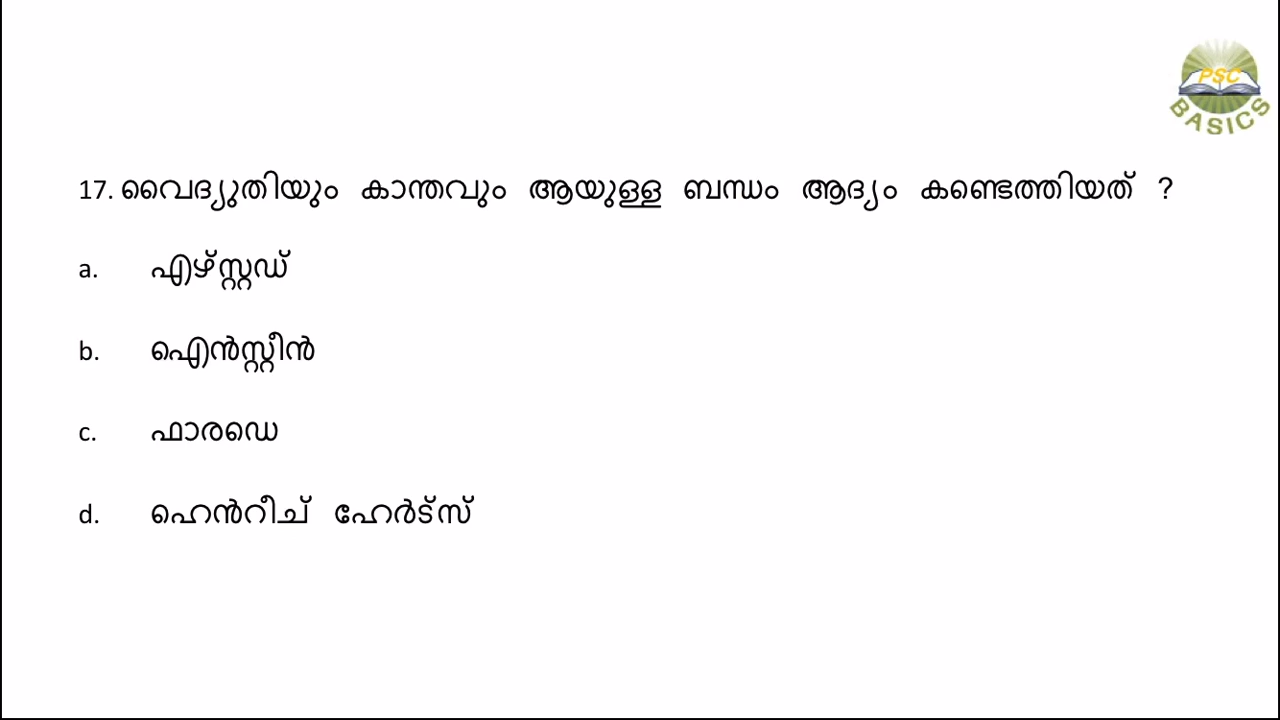 PSC
BASICS
17. വൈദ്യുതിയും കാന്തവും ആയുള്ള ബന്ധം ആദ്യം കണ്ടെത്തിയത് ?
a. എഴ്സ്റ്റഡ്
b. ഐൻസ്റ്റീൻ
c. ഫാരഡെ
d. ഹെൻറീച് ഹേർട്സ്